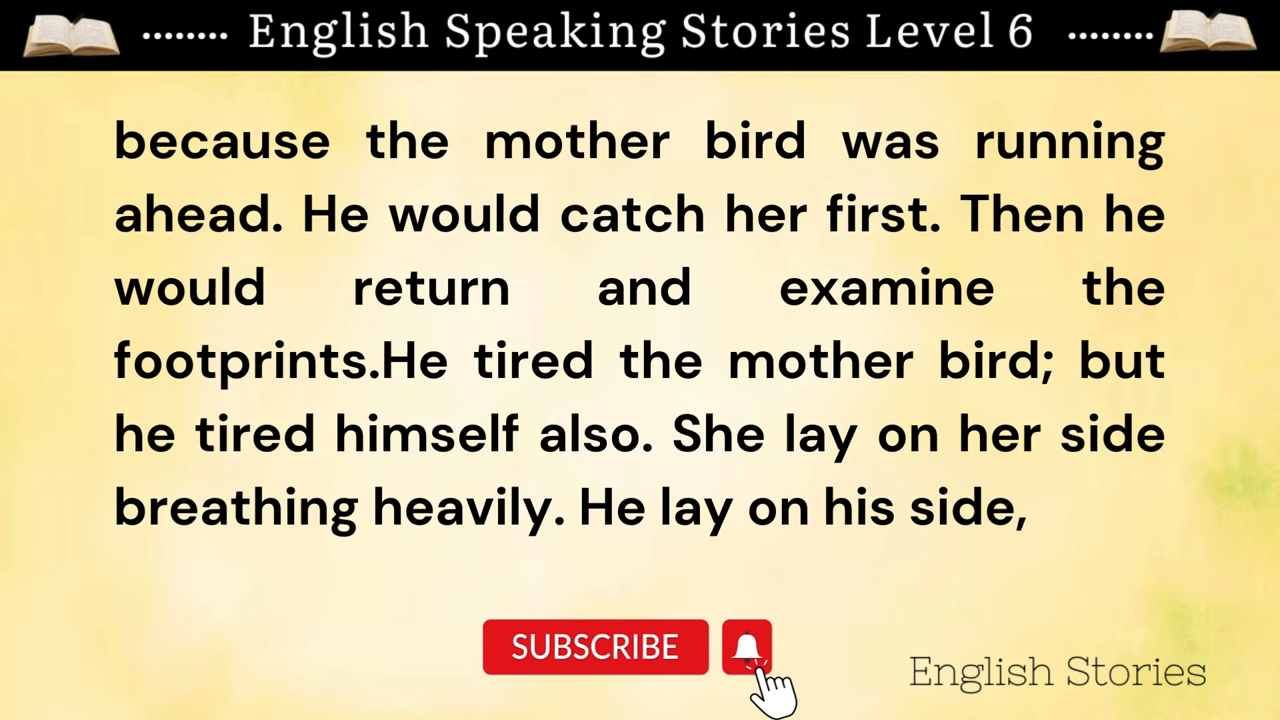 English Speaking Stories Level 6
because the mother bird was running
ahead. He would catch her first. Then he
would return and examine the
footprints.He tired the mother bird; but
he tired himself also. She lay on her side
breathing heavily. He lay on his side,
SUBSCRIBE
English Stories